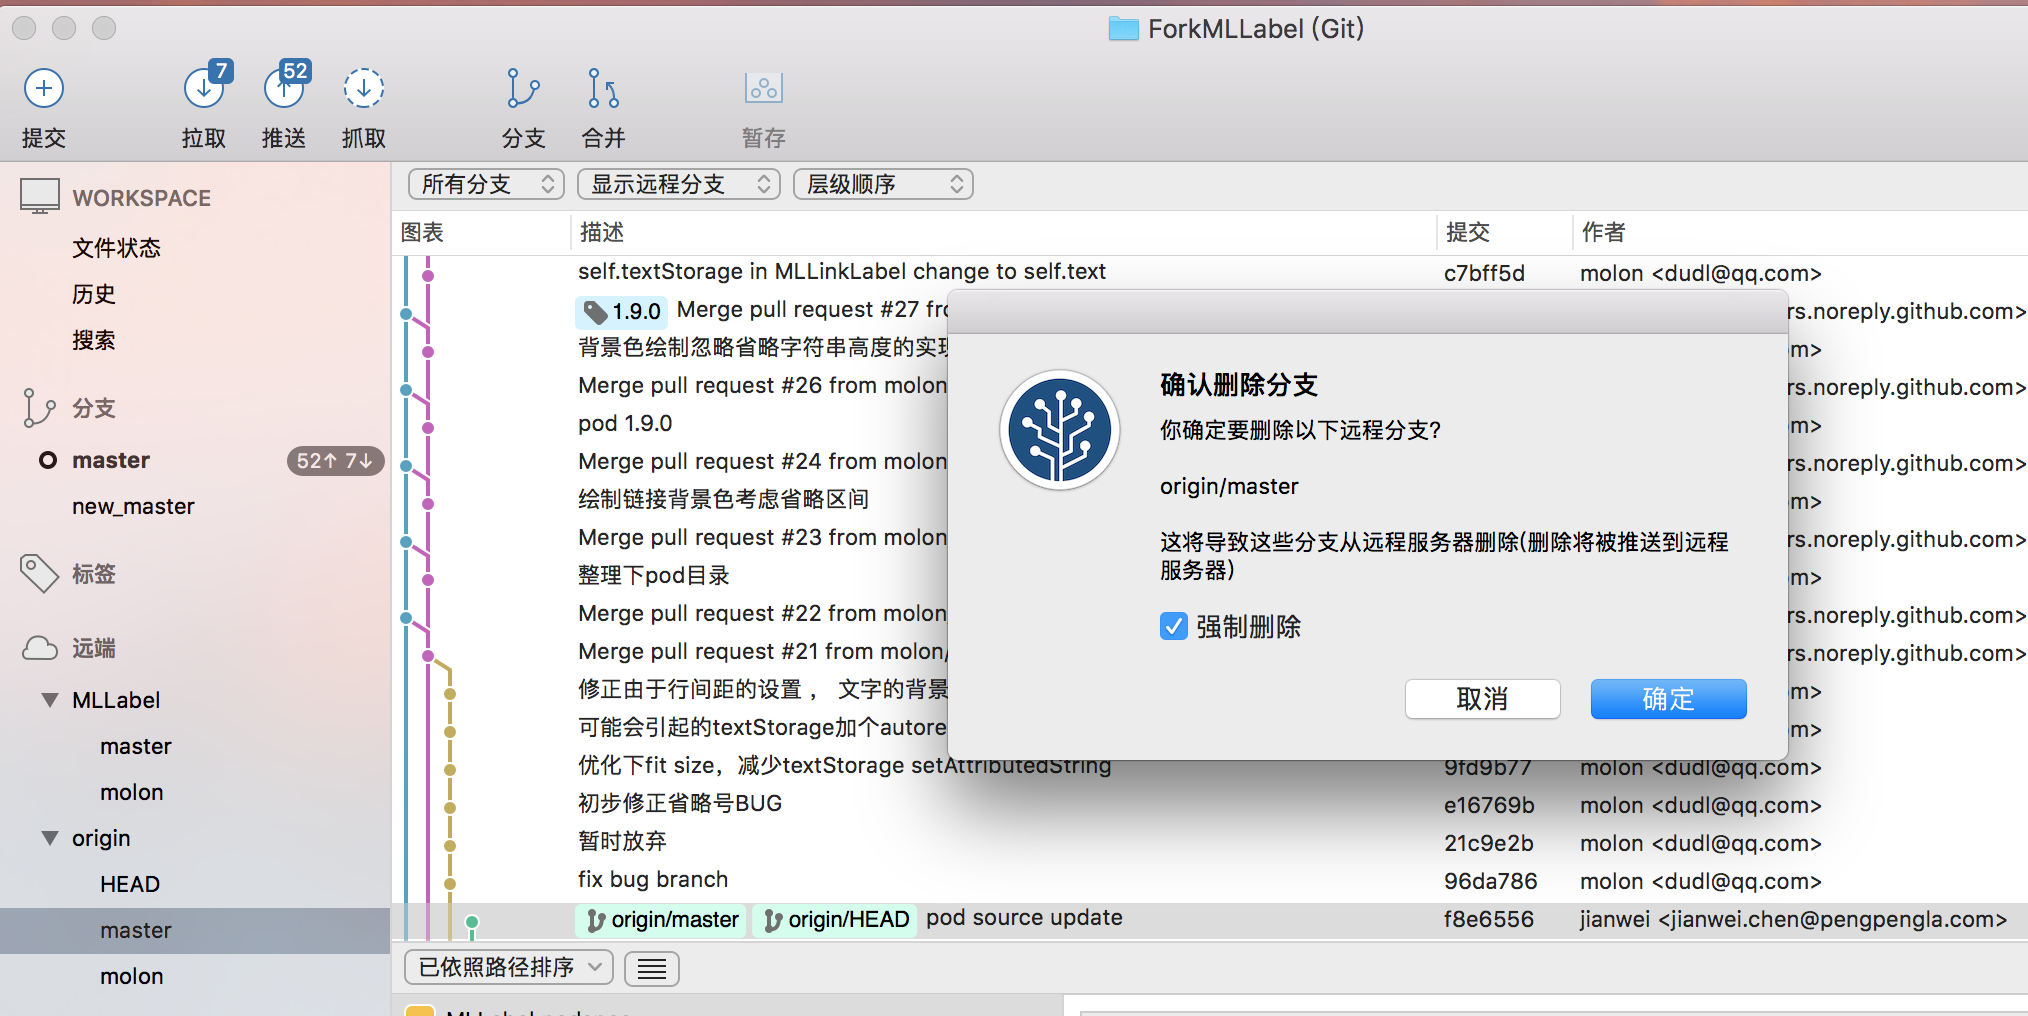 ForkMLLabel (Git)
7
52
提交
拉取
推送
抓取
分支
合并
暂存
WORKSPACE
文件状态
历史
搜索
分支
master
52↑ 7↓
new_master
标签
远端
MLLabel
master
molon
origin
HEAD
master
molon
所有分支
显示远程分支
层级顺序
图表 描述 提交 作者
self.textStorage in MLLinkLabel change to self.text c7bff5d molon <dudl@qq.com>
1.9.0 Merge pull request #27 rs.noreply.github.com>
背景色绘制忽略省略字符串高度的实 m>
Merge pull request #26 from molon rs.noreply.github.com>
pod 1.9.0 m>
Merge pull request #24 from molon rs.noreply.github.com>
绘制链接背景色考虑省略区间 m>
Merge pull request #23 from molon rs.noreply.github.com>
整理下pod目录 m>
Merge pull request #22 from molon rs.noreply.github.com>
Merge pull request #21 from molon/ rs.noreply.github.com>
修正由于行间距的设置 ， 文字的背景 m>
可能会引起的textStorage加个autore m>
优化下fit size，减少textStorage setAttributedString 9fd9b77 molon <dudl@qq.com>
初步修正省略号BUG e16769b molon <dudl@qq.com>
暂时放弃 21c9e2b molon <dudl@qq.com>
fix bug branch 96da786 molon <dudl@qq.com>
origin/master origin/HEAD pod source update f8e6556 jianwei <jianwei.chen@pengpengla.com>
确认删除分支
你确定要删除以下远程分支?
origin/master
这将导致这些分支从远程服务器删除(删除将被推送到远程
服务器)
强制删除
取消
确定
已依照路径排序